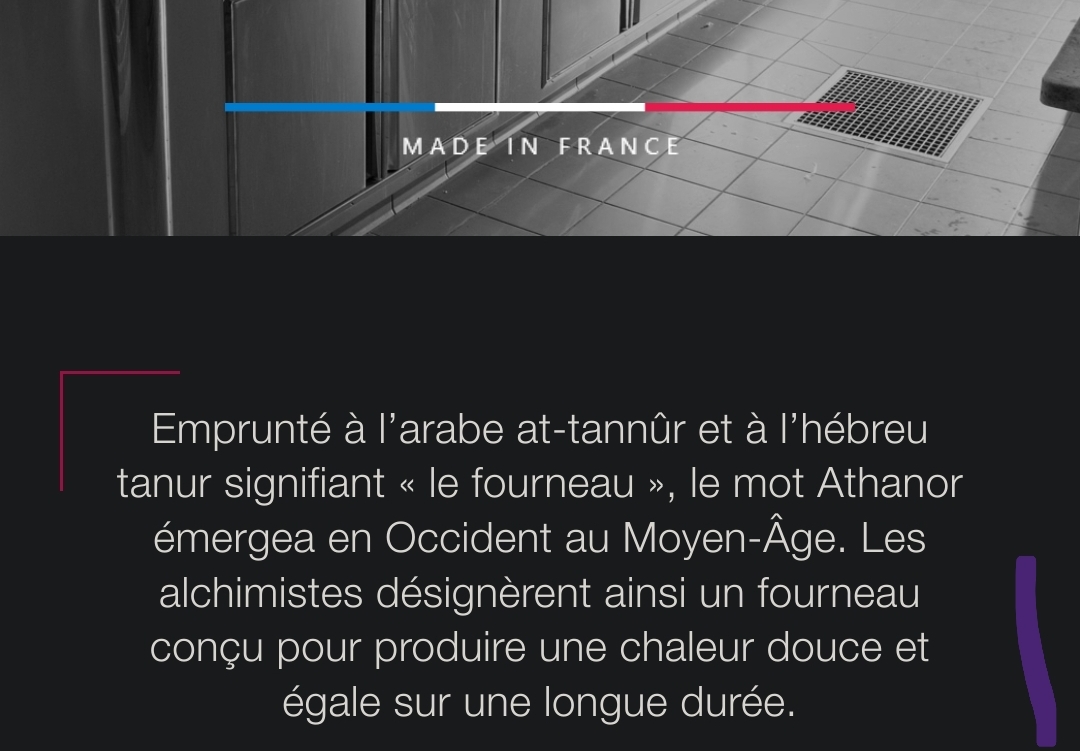 MADE IN FRANCE
Emprunté à l’arabe at-tannûr et à l’hébreu
tanur signifiant « le fourneau », le mot Athanor
émergea en Occident au Moyen-Âge. Les
alchimistes désignèrent ainsi un fourneau
conçu pour produire une chaleur douce et
égale sur une longue durée.